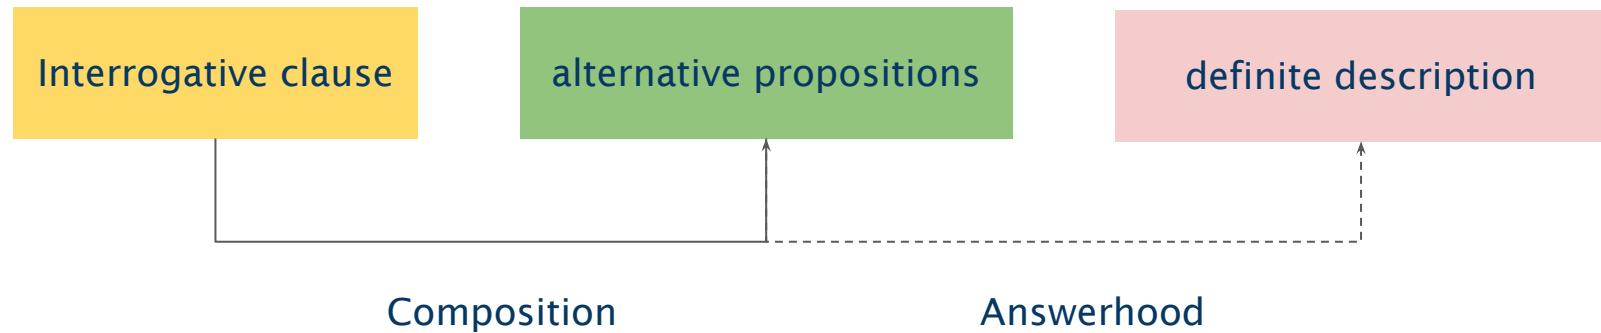 Interrogative clause
alternative propositions
definite description
Composition
Answerhood